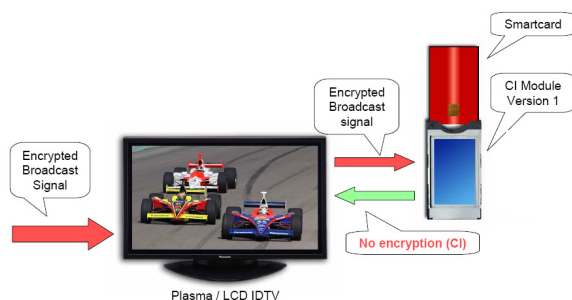 Smartcard
CI Module
Version 1
Encrypted
Broadcast
signal
Encrypted
Broadcast
Signal
No encryption (CI)
Plasma / LCD IDTV